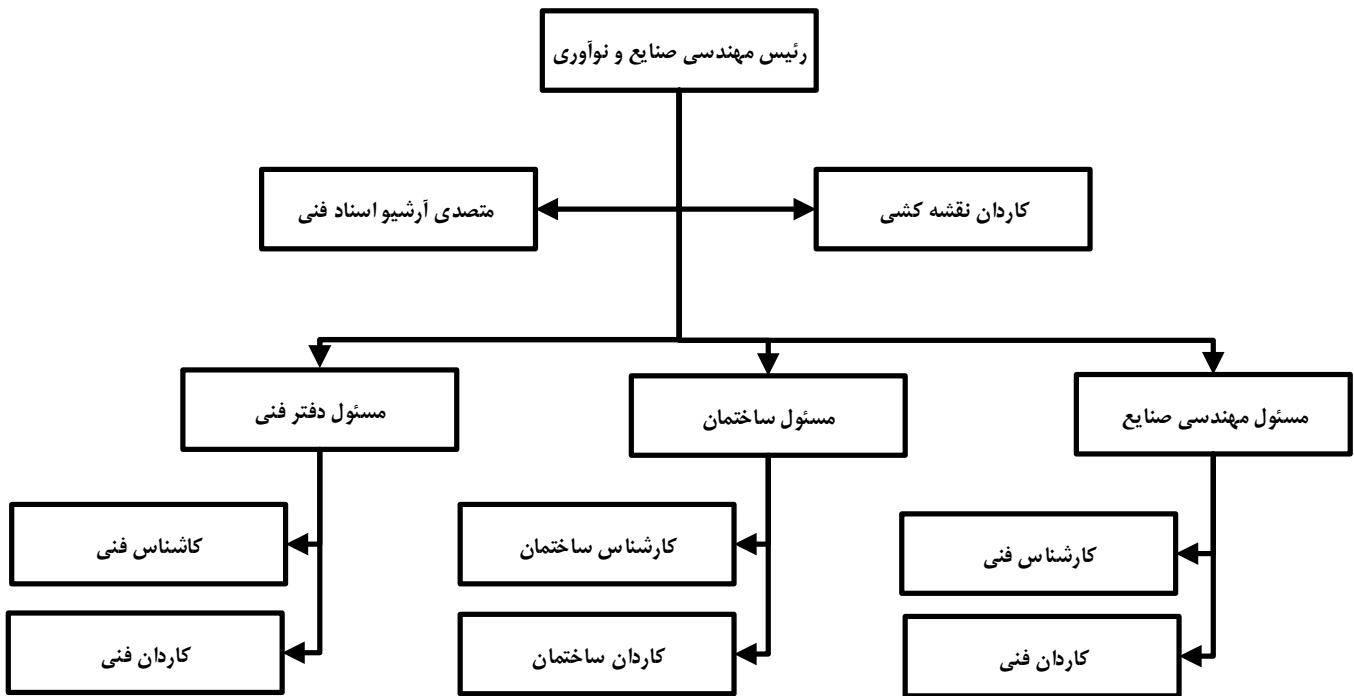 رئیس مهندسی صنایع و نوآوری
کاردان نقشه کشی
متصدی آرشیو اسناد فنی
مسئول مهندسی صنایع
مسئول ساختمان
مسئول دفتر فنی
کارشناس فنی
کارشناس ساختمان
کاشناس فنی
کاردان فنی
کاردان ساختمان
کاردان فنی